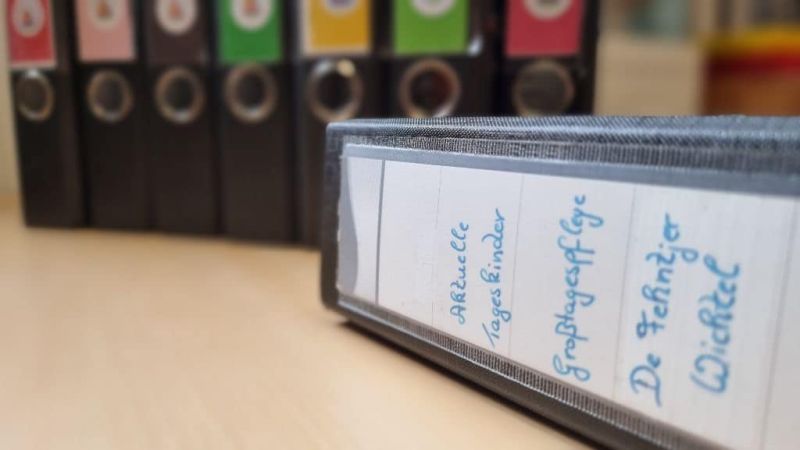 Aktuelle
Tageskinder
Großtagespflege
De Fehntjer
Wichtel